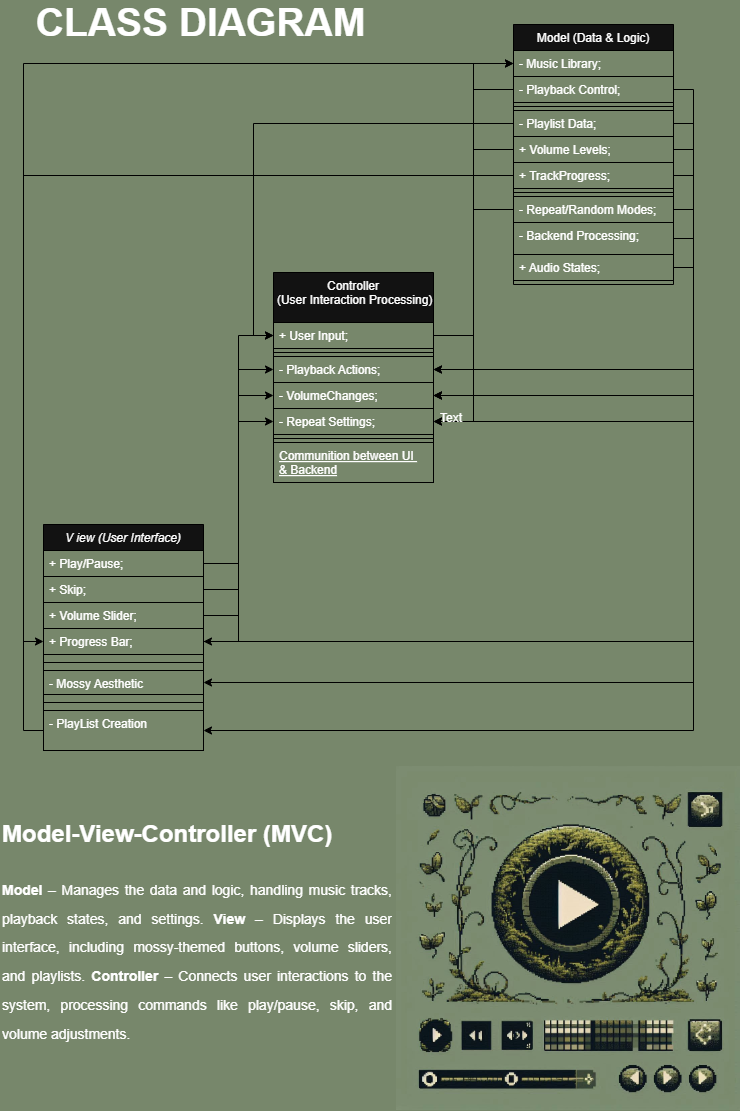 CLASS DIAGRAM
Model (Data & Logic)
- Music Library;
- Playback Control;
- Playlist Data;
+ Volume Levels;
+ TrackProgress;
- Repeat/Random Modes;
- Backend Processing;
+ Audio States;
Controller
(User Interaction Processing)
+ User Input;
- Playback Actions;
- VolumeChanges;
- Repeat Settings;
Text
Communition between UI
& Backend
V iew (User Interface)
+ Play/Pause;
+ Skip;
+ Volume Slider;
+ Progress Bar;
- Mossy Aesthetic
- PlayList Creation
Model-View-Controller (MVC)
Model – Manages the data and logic, handling music tracks,
playback states, and settings. View – Displays the user
interface, including mossy-themed buttons, volume sliders,
and playlists. Controller – Connects user interactions to the
system, processing commands like play/pause, skip, and
volume adjustments.